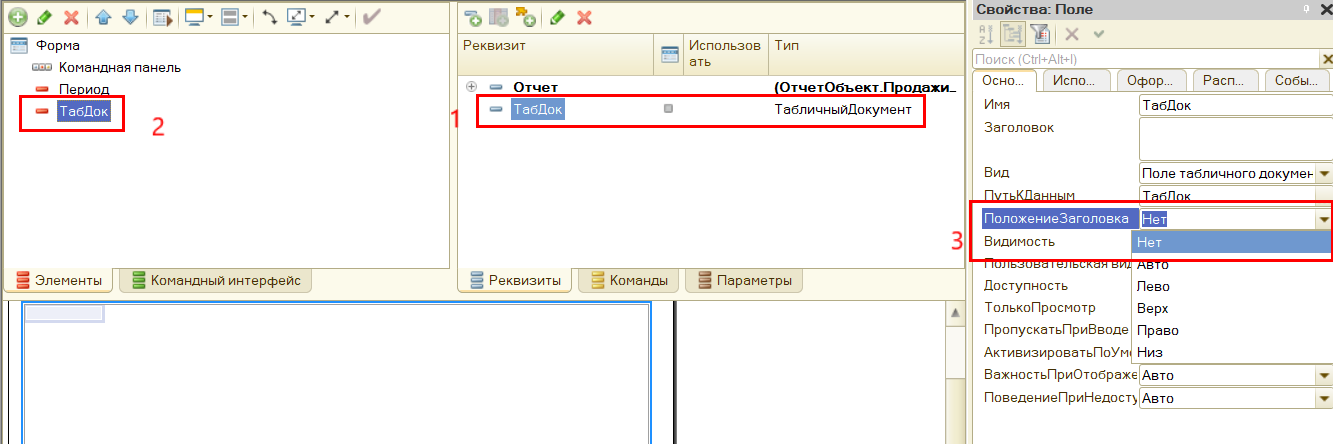 Форма
Командная панель
Период
ТабДок
2
Элементы
Командный интерфейс
Реквизит
Использов
ать
Тип
Отчет
(ОтчетОбъект.Продажи...
1
ТабДок
ТабличныйДокумент
Реквизиты
Команды
Параметры
Свойства: Поле
Поиск (Ctrl+Alt+I)
Осно...
Испо...
Офор...
Расп...
Собы...
Имя
ТабДок
Заголовок
Вид
Поле табличного докумен
ПутьКДанным
ТабДок
3
ПоложениеЗаголовка
Нет
Видимость
Нет
Пользовательская вид
Авто
Доступность
Лево
ТолькоПросмотр
Верх
ПропускатьПриВводе
Право
АктивизироватьПоУм
Низ
ВажностьПриОтображе
Авто
ПоведениеПриНедосту
Авто